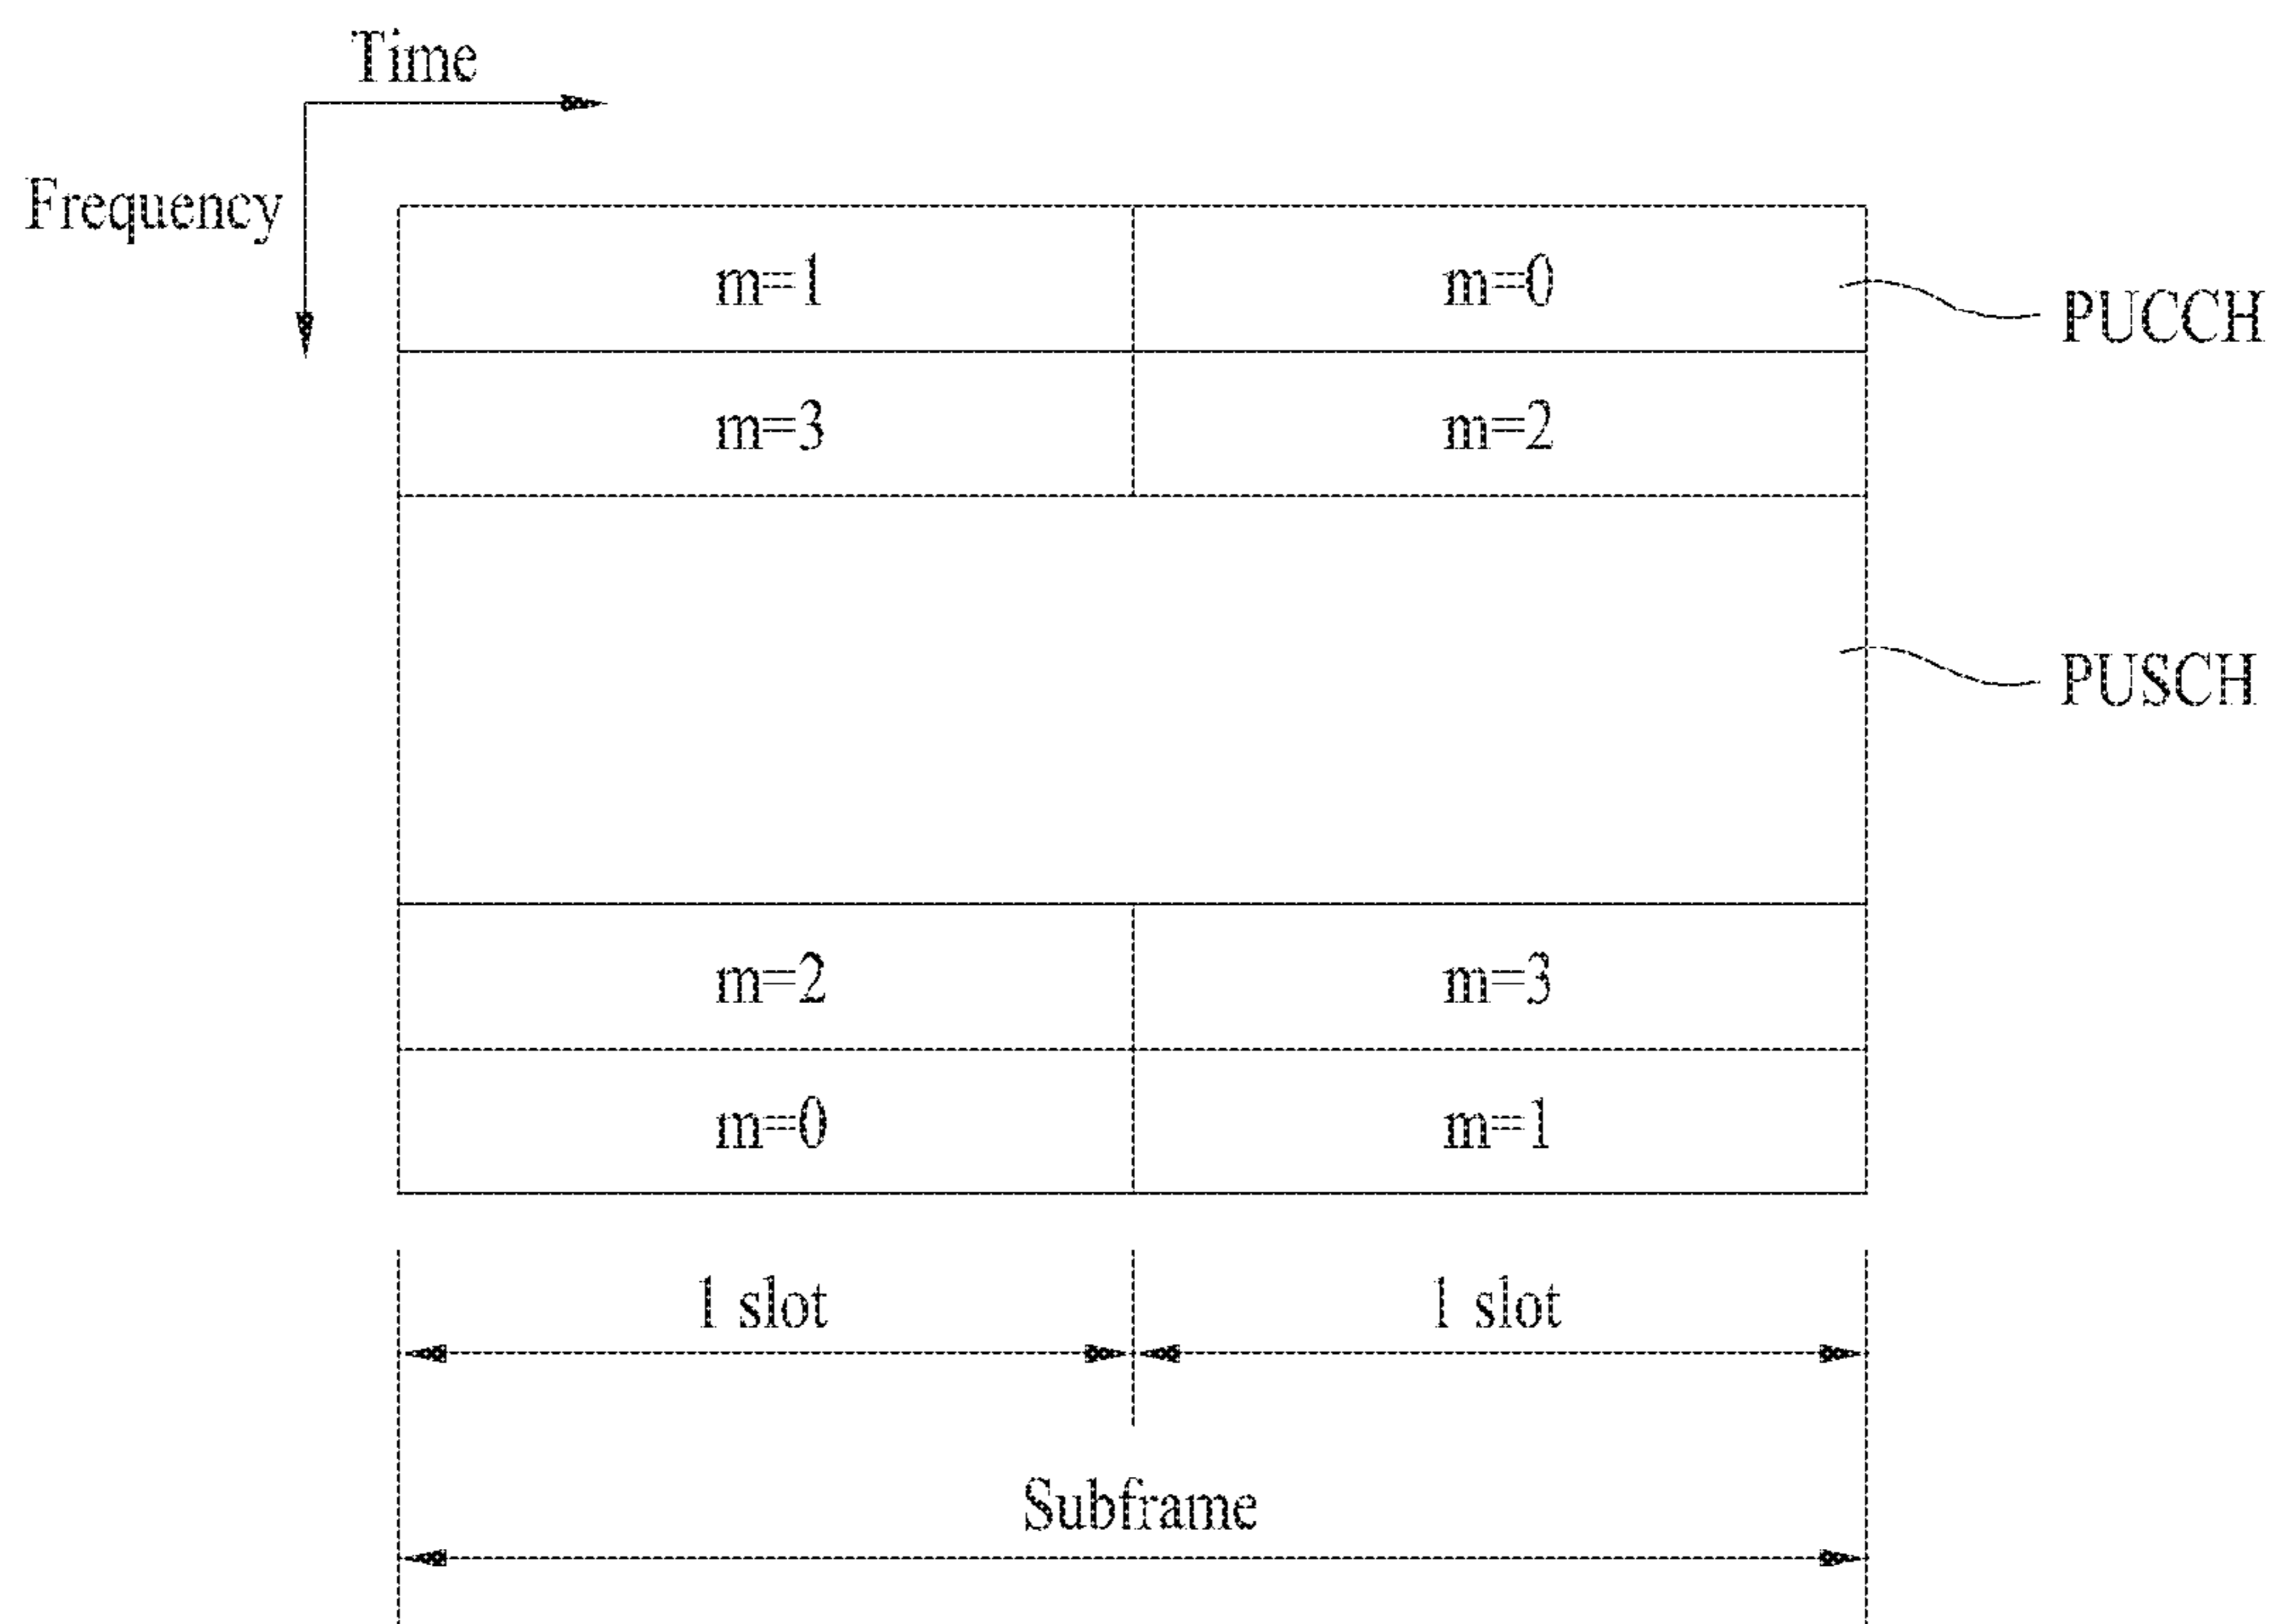 Time
Frequency
m=1 m=0
PUCCH
m=3 m=2
PUSCH
m=2 m=3
m=0 m=1
1 slot 1 slot
Subframe